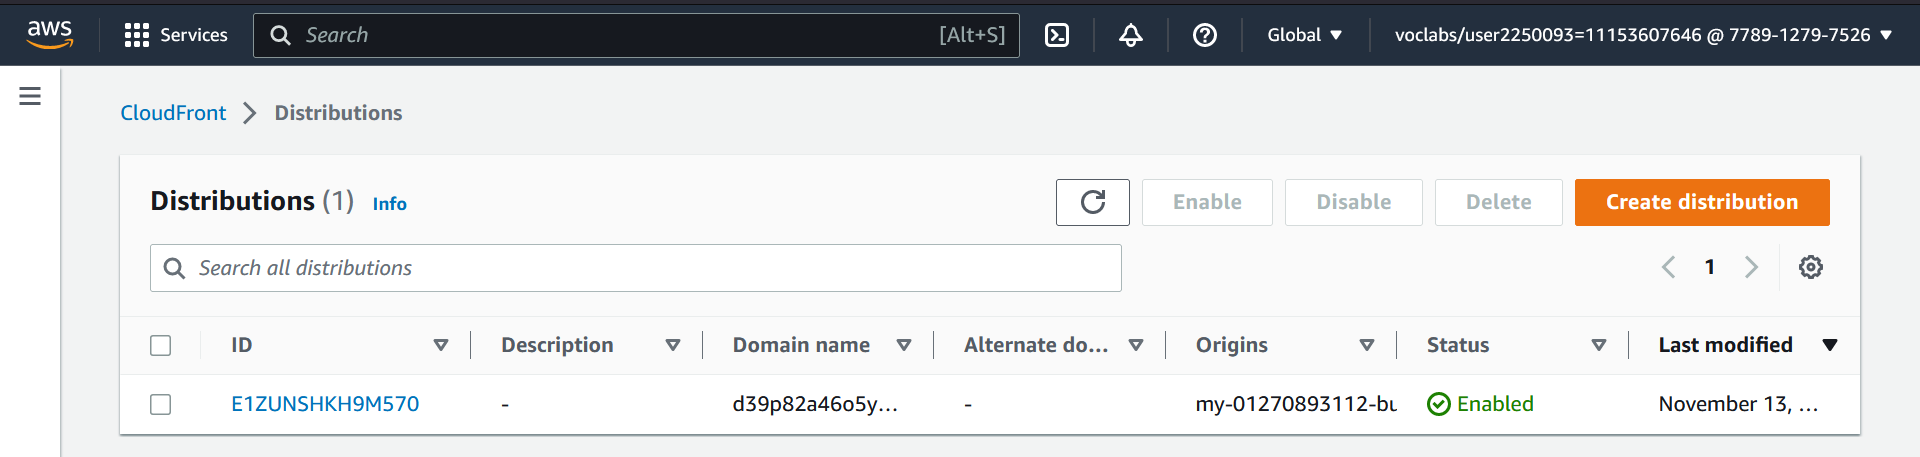 aws Services Search [Alt+S] Global voclabs/user2250093=11153607646 @ 7789-1279-7526
CloudFront Distributions
Distributions (1) Info Enable Disable Delete Create distribution
Search all distributions 1
ID Description Domain name Alternate do... Origins Status Last modified
E1ZUNSHKH9M570 - d39p82a46o5y... - my-01270893112-bu Enabled November 13, ...